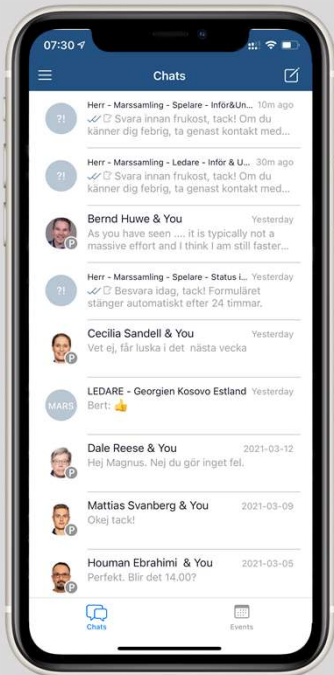 07:30
Chats
?!
Herr - Marssamling - Spelare - Inför&Un... 10m ago
Svara innan frukost, tack! Om du
känner dig febrig, ta genast kontakt med...
?!
Herr - Marssamling - Ledare - Inför & U... 30m ago
Svara innan frukost, tack! Om du
känner dig febrig, ta genast kontakt med...
Bernd Huwe & You Yesterday
As you have seen .... it is typically not a
massive effort and I think I am still faster...
P
?!
Herr - Marssamling - Spelare - Status i... Yesterday
Besvara idag, tack! Formuläret
stänger automatiskt efter 24 timmar.
Cecilia Sandell & You Yesterday
Vet ej, får luska i det nästa vecka
P
MARS
LEDARE - Georgien Kosovo Estland Yesterday
Bert: 👍
Dale Reese & You 2021-03-12
Hej Magnus. Nej du gör inget fel.
P
Mattias Svanberg & You 2021-03-09
Okej tack!
P
Houman Ebrahimi & You 2021-03-05
Perfekt. Blir det 14.00?
P
Chats Events